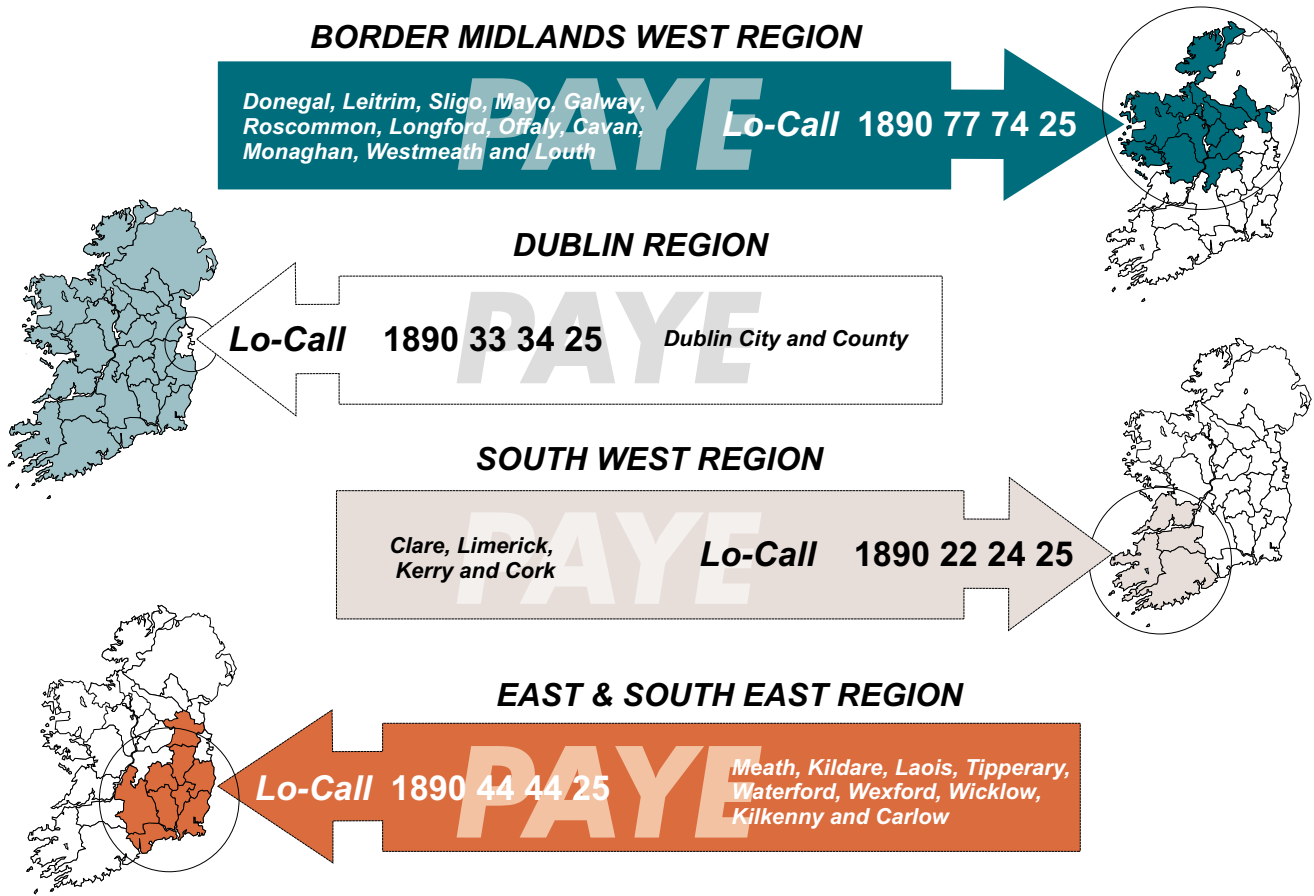 BORDER MIDLANDS WEST REGION
PAYE
Donegal, Leitrim, Sligo, Mayo, Galway,
Roscommon, Longford, Offaly, Cavan,
Monaghan, Westmeath and Louth
Lo-Call 1890 77 74 25
DUBLIN REGION
PAYE
Lo-Call 1890 33 34 25
Dublin City and County
SOUTH WEST REGION
PAYE
Clare, Limerick,
Kerry and Cork
Lo-Call 1890 22 24 25
EAST & SOUTH EAST REGION
PAYE
Lo-Call 1890 44 44 25
Meath, Kildare, Laois, Tipperary,
Waterford, Wexford, Wicklow,
Kilkenny and Carlow